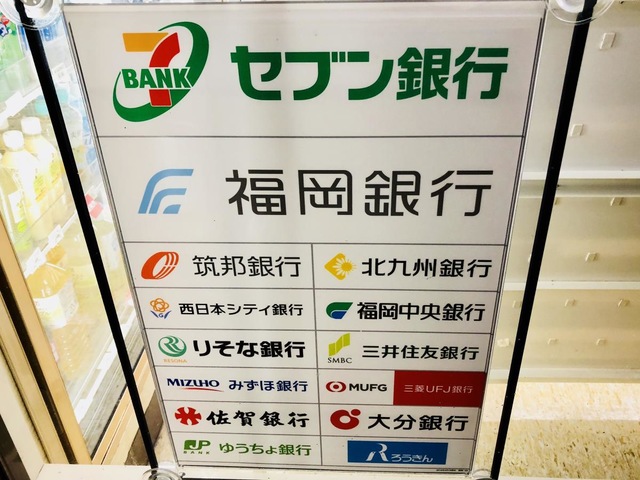 7 BANK セブン銀行
福岡銀行
筑邦銀行 北九州銀行
西日本シティ銀行 福岡中央銀行
RESONA りそな銀行 SMBC 三井住友銀行
MIZUHO みずほ銀行 MUFG 三菱UFJ銀行
佐賀銀行 大分銀行
JP BANK ゆうちょ銀行 Rろうきん